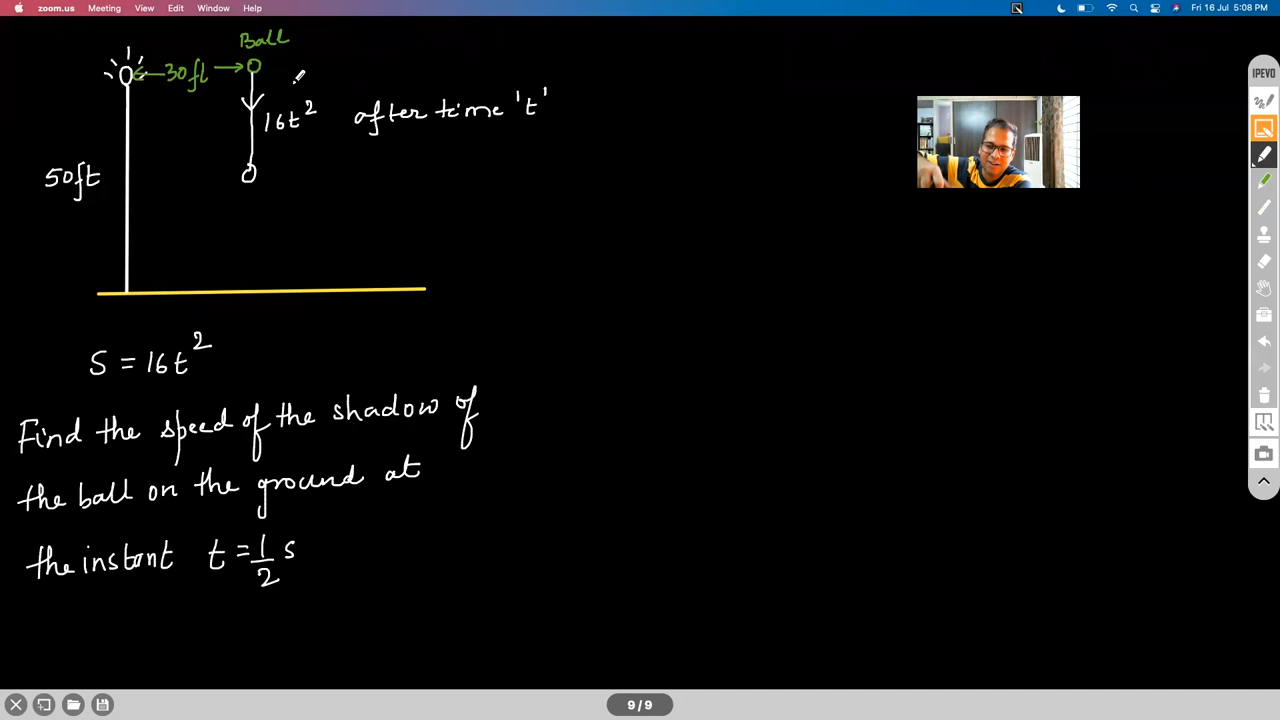 zoom.us Meeting View Edit Window Help Fri 16 Jul 5:08 PM
Ball
30ft
IPEVO
16t² after time 't'
50ft
S = 16t²
Find the speed of the shadow of
the ball on the ground at
the instant t = 1/2 s
9/9